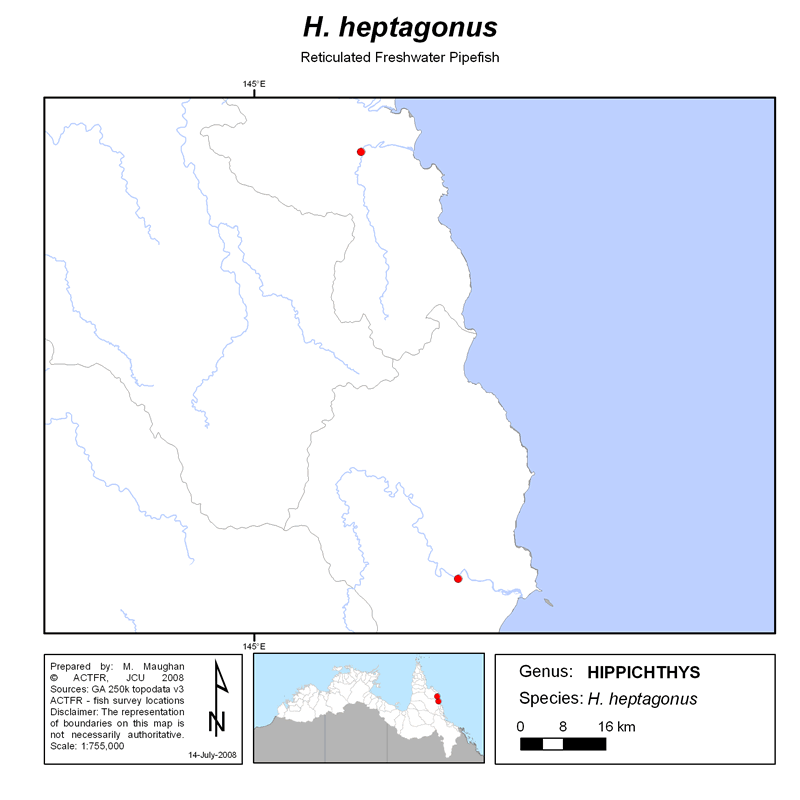 H. heptagonus
Reticulated Freshwater Pipefish
145°E
145°E
Prepared by: M. Maughan
© ACTFR, JCU 2008
Sources: GA 250k topodata v3
ACTFR - fish survey locations
Disclaimer: The representation
of boundaries on this map is
not necessarily authoritative.
Scale: 1:755,000
N
14-July-2008
Genus: HIPPICHTHYS
Species: H. heptagonus
0 8 16 km